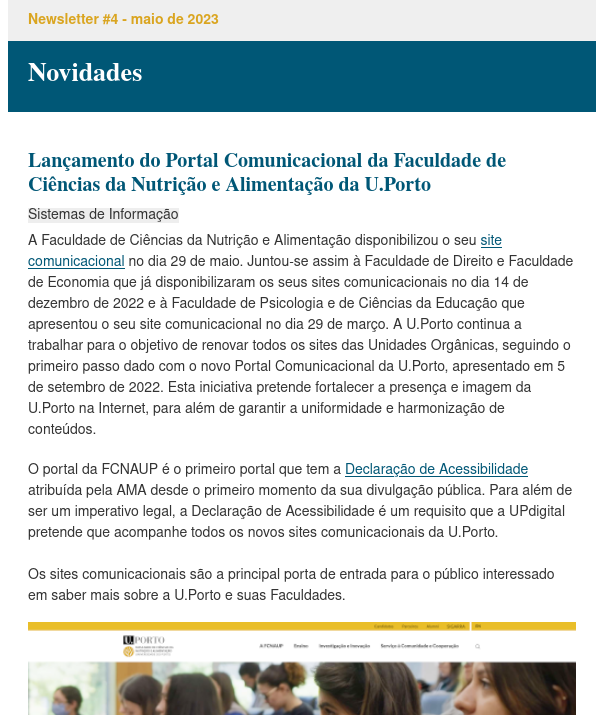 Newsletter #4 - maio de 2023
Novidades
Lançamento do Portal Comunicacional da Faculdade de
Ciências da Nutrição e Alimentação da U.Porto
Sistemas de Informação
A Faculdade de Ciências da Nutrição e Alimentação disponibilizou o seu site
comunicacional no dia 29 de maio. Juntou-se assim à Faculdade de Direito e Faculdade
de Economia que já disponibilizaram os seus sites comunicacionais no dia 14 de
dezembro de 2022 e à Faculdade de Psicologia e de Ciências da Educação que
apresentou o seu site comunicacional no dia 29 de março. A U.Porto continua a
trabalhar para o objetivo de renovar todos os sites das Unidades Orgânicas, seguindo o
primeiro passo dado com o novo Portal Comunicacional da U.Porto, apresentado em 5
de setembro de 2022. Esta iniciativa pretende fortalecer a presença e imagem da
U.Porto na Internet, para além de garantir a uniformidade e harmonização de
conteúdos.
O portal da FCNAUP é o primeiro portal que tem a Declaração de Acessibilidade
atribuída pela AMA desde o primeiro momento da sua divulgação pública. Para além de
ser um imperativo legal, a Declaração de Acessibilidade é um requisito que a UPdigital
pretende que acompanhe todos os novos sites comunicacionais da U.Porto.
Os sites comunicacionais são a principal porta de entrada para o público interessado
em saber mais sobre a U.Porto e suas Faculdades.
U.PORTO
A FCNAUP Ensino Investigação e Inovação Serviço à Comunidade e Cooperação